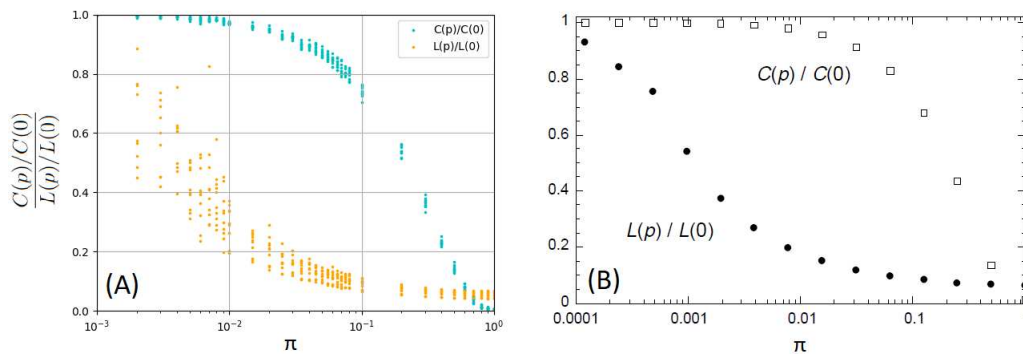 C(p)/C(0)
L(p)/L(0)
1.0
0.8
0.6
0.4
0.2
0.0
10⁻³
10⁻²
10⁻¹
10⁰
π
C(p)/C(0)
L(p)/L(0)
(A)
1
0.8
0.6
0.4
0.2
0
0.0001
0.001
0.01
0.1
1
π
C(p) / C(0)
L(p) / L(0)
(B)